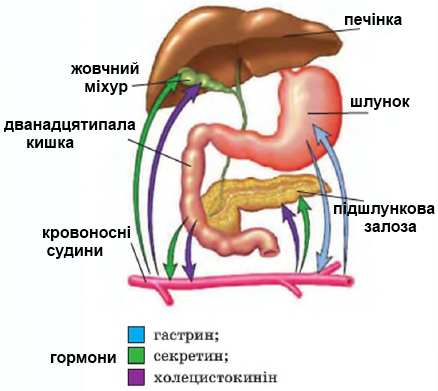 печінка
жовчний
міхур
шлунок
дванадцятипала
кишка
підшлункова
залоза
кровоносні
судини
гормони
гастрин;
секретин;
холецистокинін